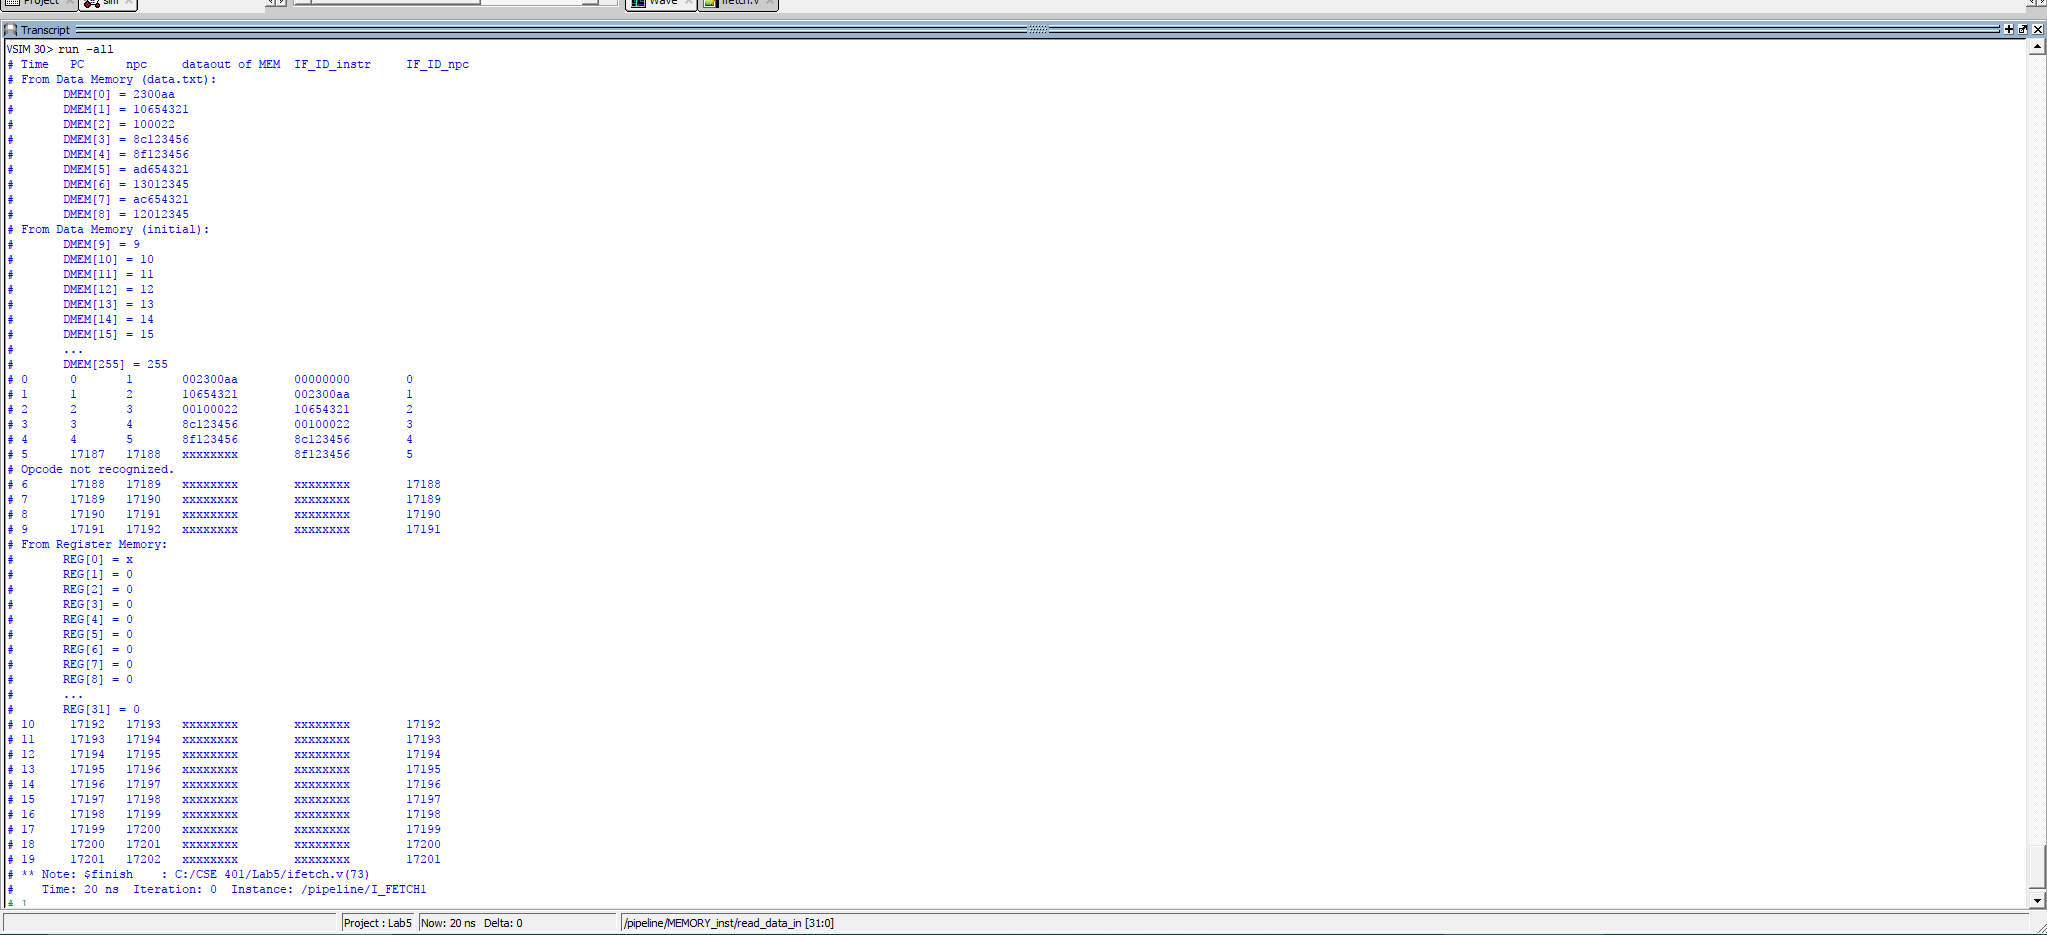 Project sim Wave ifetch.v
Transcript
VSIM 30> run -all
# Time PC npc dataout of MEM IF_ID_instr IF_ID_npc
# From Data Memory (data.txt):
# DMEM[0] = 2300aa
# DMEM[1] = 10654321
# DMEM[2] = 100022
# DMEM[3] = 8c123456
# DMEM[4] = 8f123456
# DMEM[5] = ad654321
# DMEM[6] = 13012345
# DMEM[7] = ac654321
# DMEM[8] = 12012345
# From Data Memory (initial):
# DMEM[9] = 9
# DMEM[10] = 10
# DMEM[11] = 11
# DMEM[12] = 12
# DMEM[13] = 13
# DMEM[14] = 14
# DMEM[15] = 15
# ...
# DMEM[255] = 255
# 0 0 1 002300aa 00000000 0
# 1 1 2 10654321 002300aa 1
# 2 2 3 00100022 10654321 2
# 3 3 4 8c123456 00100022 3
# 4 4 5 8f123456 8c123456 4
# 5 17187 17188 xxxxxxxx 8f123456 5
# Opcode not recognized.
# 6 17188 17189 xxxxxxxx xxxxxxxx 17188
# 7 17189 17190 xxxxxxxx xxxxxxxx 17189
# 8 17190 17191 xxxxxxxx xxxxxxxx 17190
# 9 17191 17192 xxxxxxxx xxxxxxxx 17191
# From Register Memory:
# REG[0] = x
# REG[1] = 0
# REG[2] = 0
# REG[3] = 0
# REG[4] = 0
# REG[5] = 0
# REG[6] = 0
# REG[7] = 0
# REG[8] = 0
# ...
# REG[31] = 0
# 10 17192 17193 xxxxxxxx xxxxxxxx 17192
# 11 17193 17194 xxxxxxxx xxxxxxxx 17193
# 12 17194 17195 xxxxxxxx xxxxxxxx 17194
# 13 17195 17196 xxxxxxxx xxxxxxxx 17195
# 14 17196 17197 xxxxxxxx xxxxxxxx 17196
# 15 17197 17198 xxxxxxxx xxxxxxxx 17197
# 16 17198 17199 xxxxxxxx xxxxxxxx 17198
# 17 17199 17200 xxxxxxxx xxxxxxxx 17199
# 18 17200 17201 xxxxxxxx xxxxxxxx 17200
# 19 17201 17202 xxxxxxxx xxxxxxxx 17201
# ** Note: $finish : C:/CSE 401/Lab5/ifetch.v(73)
# Time: 20 ns Iteration: 0 Instance: /pipeline/I_FETCH1
# 1
Project : Lab5 Now: 20 ns Delta: 0 /pipeline/MEMORY_inst/read_data_in [31:0]